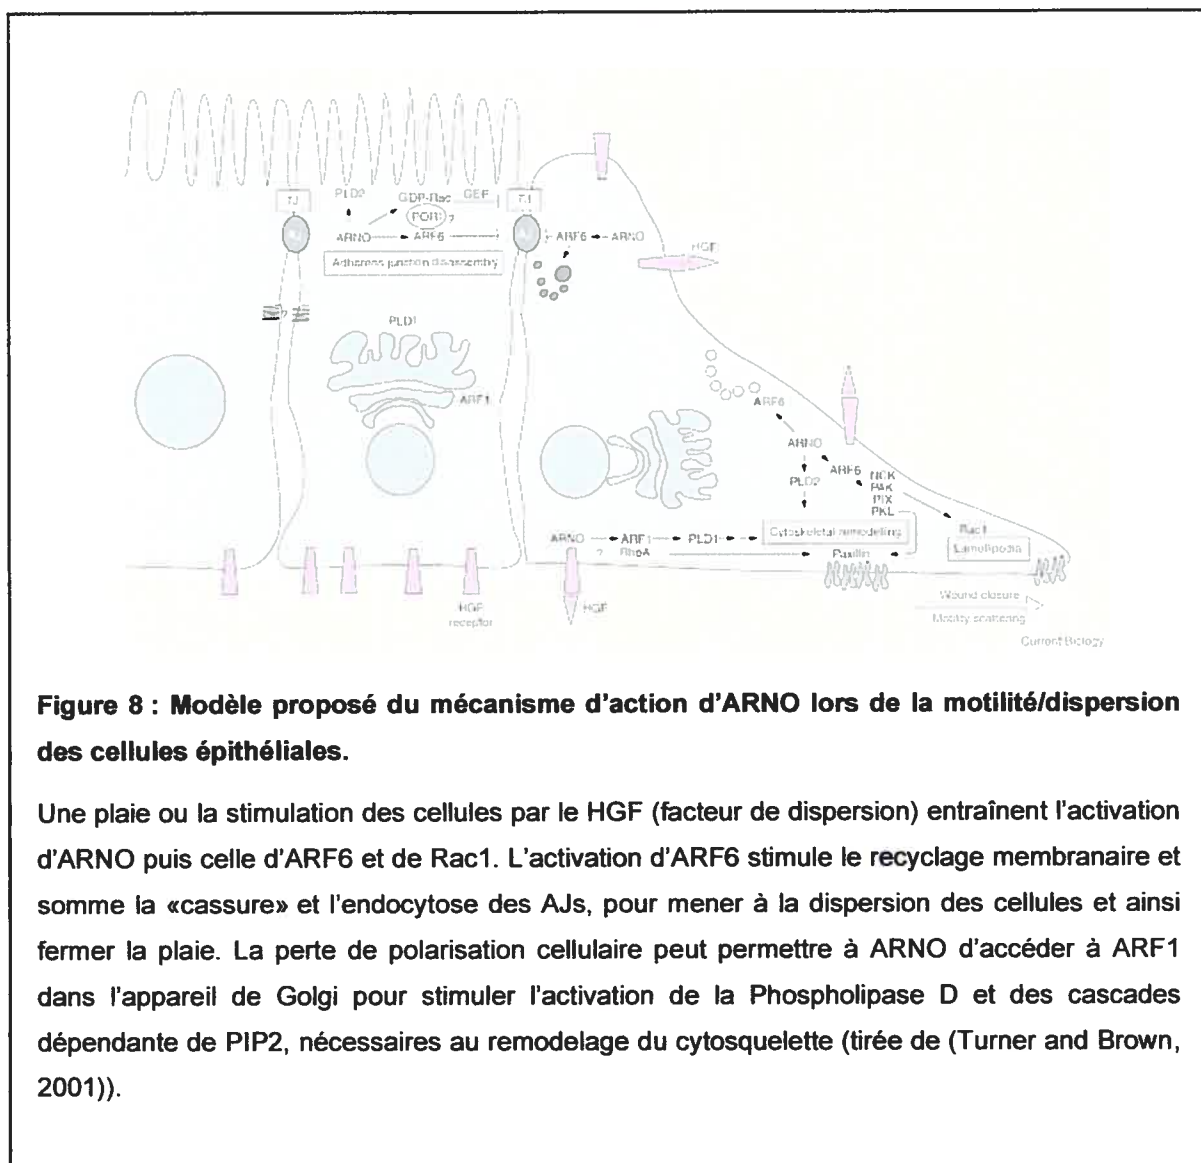 TJ PLD2 GDP-Rac GEF TJ
POR1 ?
ARNO ARF6 ARF6 ARNO
HGF
Adherens junction disassembly
?
PLD1
ARF1
ARF6
ARNO
ARF6 NCK
PLD2 PAK
PIX
PKL
ARNO ARF1 PLD1 Cytoskeletal remodelling Rac1
? RhoA Paxillin Lamellipodia
HGF
receptor
HGF
Wound closure
Motility scattering
Current Biology
Figure 8 : Modèle proposé du mécanisme d'action d'ARNO lors de la motilité/dispersion
des cellules épithéliales.
Une plaie ou la stimulation des cellules par le HGF (facteur de dispersion) entraînent l'activation
d'ARNO puis celle d'ARF6 et de Rac1. L'activation d'ARF6 stimule le recyclage membranaire et
somme la «cassure» et l'endocytose des AJs, pour mener à la dispersion des cellules et ainsi
fermer la plaie. La perte de polarisation cellulaire peut permettre à ARNO d'accéder à ARF1
dans l'appareil de Golgi pour stimuler l'activation de la Phospholipase D et des cascades
dépendante de PIP2, nécessaires au remodelage du cytosquelette (tirée de (Turner and Brown,
2001)).